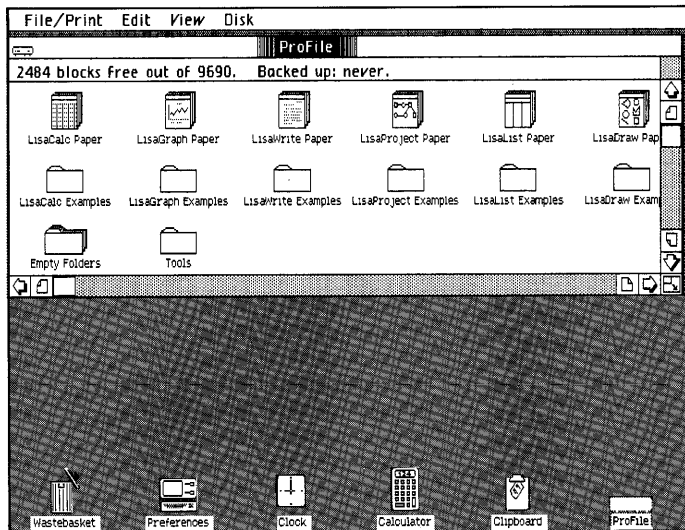 File/Print Edit View Disk
ProFile
2484 blocks free out of 9690. Backed up: never.
LisaCalc Paper LisaGraph Paper LisaWrite Paper LisaProject Paper LisaList Paper LisaDraw Pap
LisaCalc Examples LisaGraph Examples LisaWrite Examples LisaProject Examples LisaList Examples LisaDraw Exam
Empty Folders Tools
Wastebasket Preferences Clock Calculator Clipboard ProFile